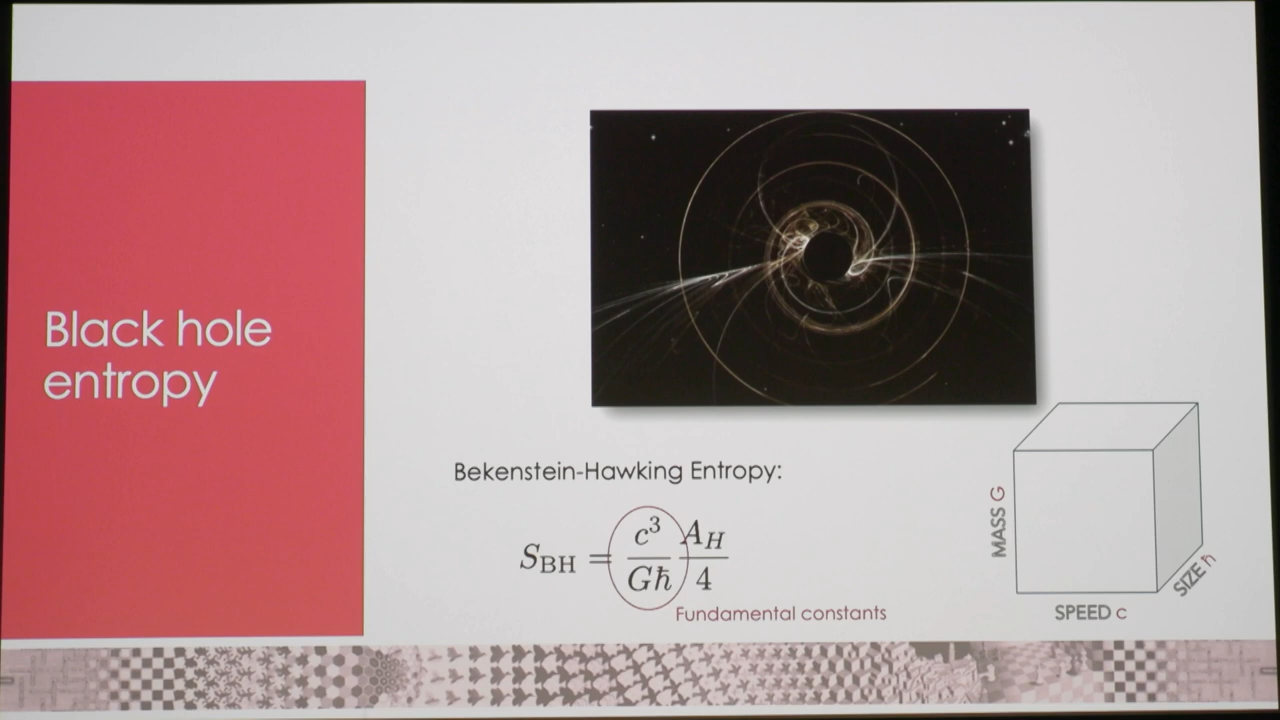 Black hole
entropy
Bekenstein-Hawking Entropy:
S_BH = c³/Għ A_H/4
Fundamental constants
MASS G
SPEED c
SIZE ħ